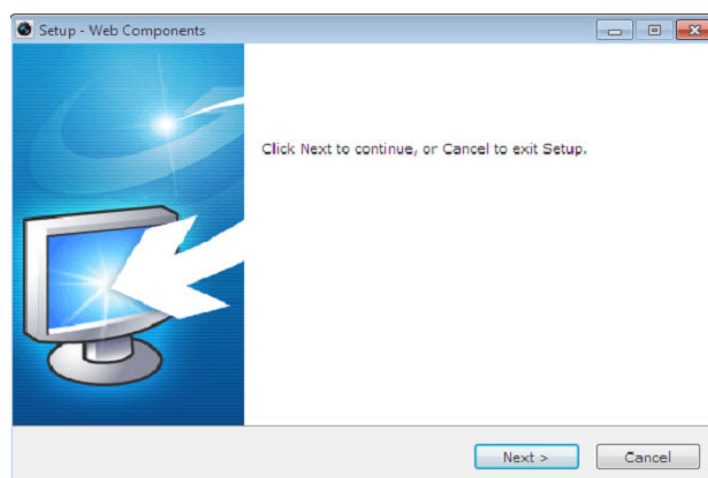 Setup - Web Components
Click Next to continue, or Cancel to exit Setup.
Next >
Cancel